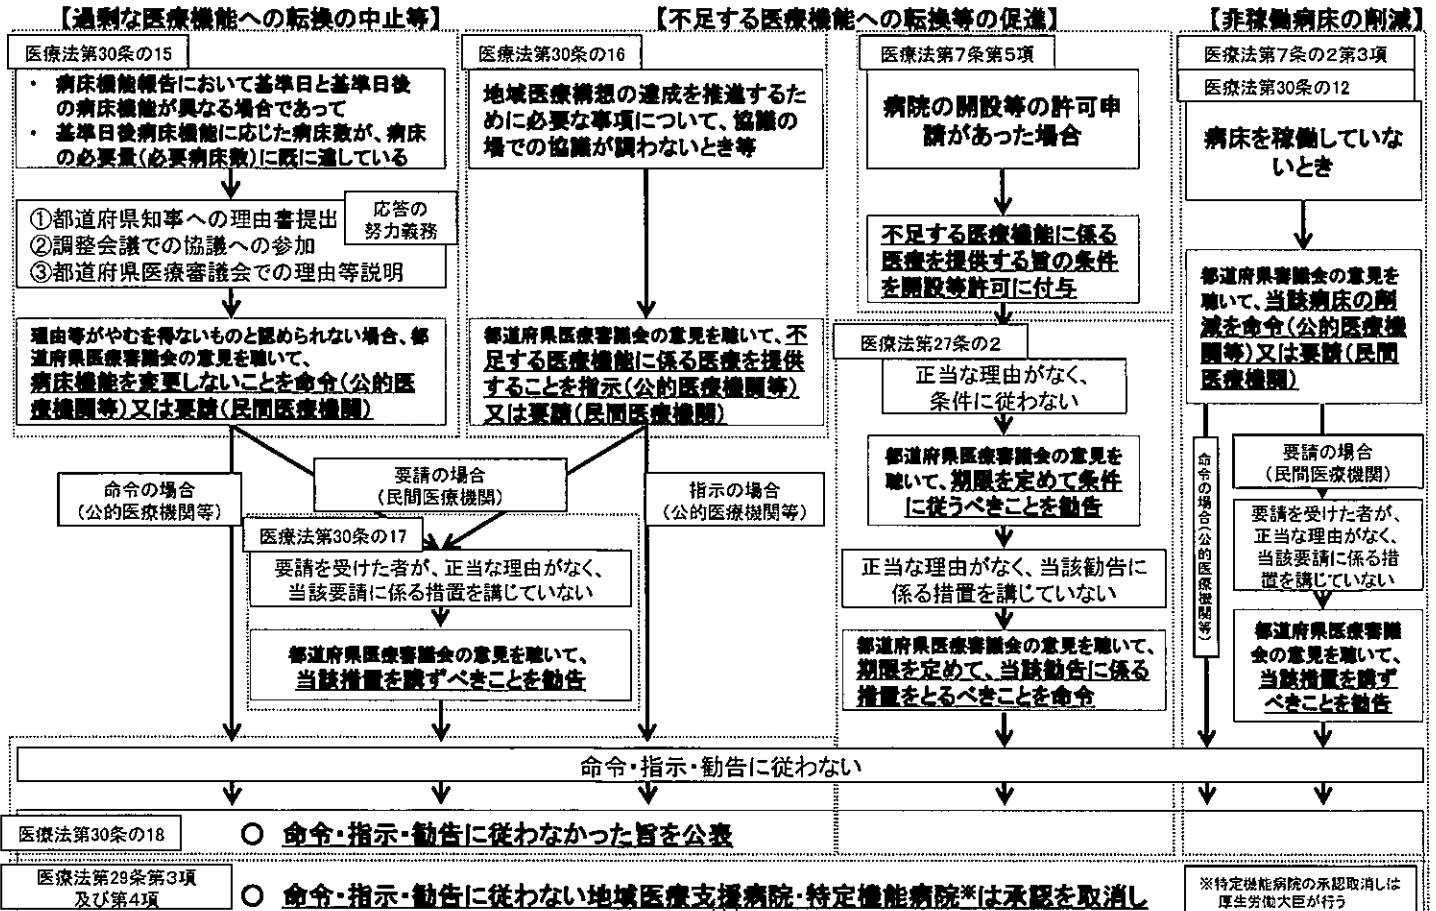 【過剰な医療機能への転換の中止等】
【不足する医療機能への転換等の促進】
【非稼働病床の削減】
医療法第30条の15
・ 病床機能報告において基準日と基準日後
の病床機能が異なる場合であって
・ 基準日後病床機能に応じた病床数が、病床
の必要量(必要病床数)に既に達している
①都道府県知事への理由書提出
②調整会議での協議への参加
③都道府県医療審議会での理由等説明
応答の
努力義務
理由等がやむを得ないものと認められない場合、都
道府県医療審議会の意見を聴いて、
病床機能を変更しないことを命令(公的医
療機関等)又は要請(民間医療機関)
医療法第30条の16
地域医療構想の達成を推進するた
めに必要な事項について、協議の
場での協議が調わないとき等
都道府県医療審議会の意見を聴いて、不
足する医療機能に係る医療を提供
することを指示(公的医療機関等)
又は要請(民間医療機関)
命令の場合
(公的医療機関等)
要請の場合
(民間医療機関)
指示の場合
(公的医療機関等)
医療法第30条の17
要請を受けた者が、正当な理由がなく、
当該要請に係る措置を講じていない
都道府県医療審議会の意見を聴いて、
当該措置を講ずべきことを勧告
医療法第7条第5項
病院の開設等の許可申
請があった場合
不足する医療機能に係る
医療を提供する旨の条件
を開設等許可に付与
医療法第27条の2
正当な理由がなく、
条件に従わない
都道府県医療審議会の意見を
聴いて、期限を定めて条件
に従うべきことを勧告
正当な理由がなく、当該勧告に
係る措置を講じていない
都道府県医療審議会の意見を聴いて、
期限を定めて、当該勧告に係る
措置をとるべきことを命令
医療法第7条の2第3項
医療法第30条の12
病床を稼働していな
いとき
都道府県審議会の意見を
聴いて、当該病床の削
減を命令(公的医療機
関等)又は要請(民間
医療機関)
命令の場合(公的医療機関等)
要請の場合
(民間医療機関)
要請を受けた者が、
正当な理由がなく、
当該要請に係る措
置を講じていない
都道府県医療審議
会の意見を聴いて、
当該措置を講ず
べきことを勧告
命令・指示・勧告に従わない
医療法第30条の18
○ 命令・指示・勧告に従わなかった旨を公表
医療法第29条第3項
及び第4項
○ 命令・指示・勧告に従わない地域医療支援病院・特定機能病院※は承認を取消し
※特定機能病院の承認取消しは
厚生労働大臣が行う